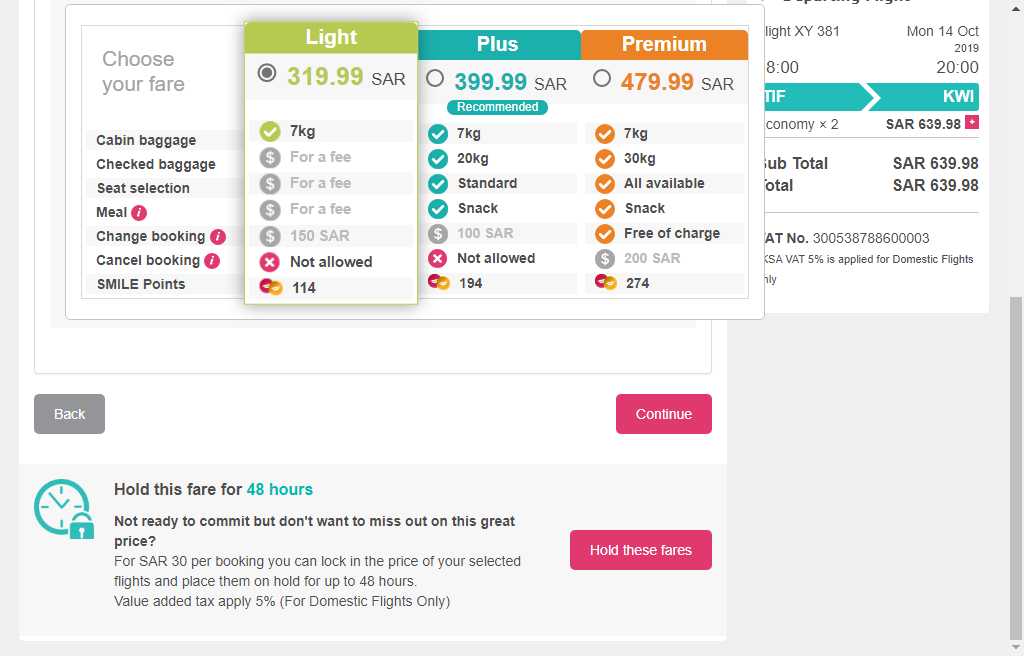 Choose
your fare
Light
319.99 SAR
Plus
399.99 SAR
Recommended
Premium
479.99 SAR
Cabin baggage 7kg 7kg 7kg
Checked baggage For a fee 20kg 30kg
Seat selection For a fee Standard All available
Meal i For a fee Snack Snack
Change booking i 150 SAR 100 SAR Free of charge
Cancel booking i Not allowed Not allowed 200 SAR
SMILE Points 114 194 274
Flight
light XY 381 Mon 14 Oct
2019
8:00 20:00
TIF KWI
conomy × 2 SAR 639.98 +
ub Total SAR 639.98
otal SAR 639.98
AT No. 300538788600003
KSA VAT 5% is applied for Domestic Flights
nly
Back
Continue
Hold this fare for 48 hours
Not ready to commit but don't want to miss out on this great
price?
For SAR 30 per booking you can lock in the price of your selected
flights and place them on hold for up to 48 hours.
Value added tax apply 5% (For Domestic Flights Only)
Hold these fares